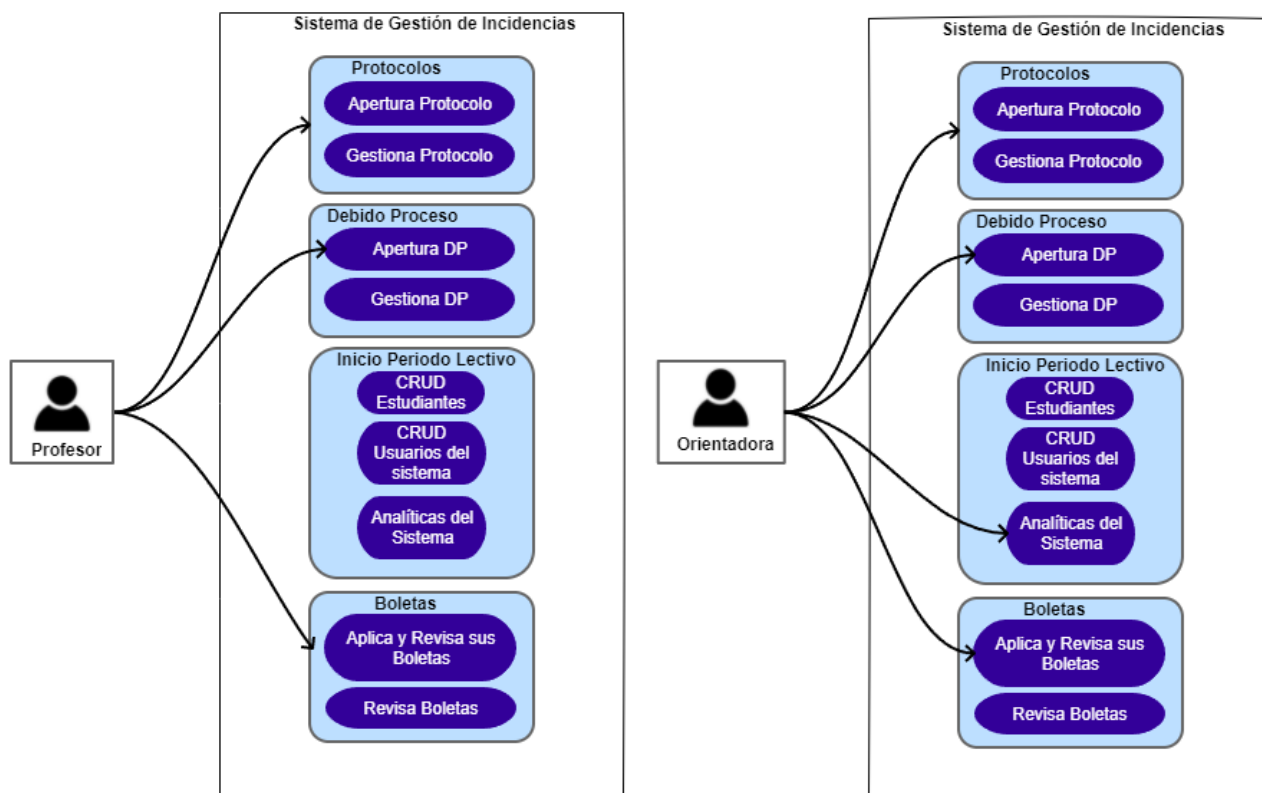 Sistema de Gestión de Incidencias
Protocolos
Apertura Protocolo
Gestiona Protocolo
Debido Proceso
Apertura DP
Gestiona DP
Inicio Periodo Lectivo
CRUD
Estudiantes
CRUD
Usuarios del
sistema
Analíticas del
Sistema
Boletas
Aplica y Revisa sus
Boletas
Revisa Boletas
Profesor
Sistema de Gestión de Incidencias
Protocolos
Apertura Protocolo
Gestiona Protocolo
Debido Proceso
Apertura DP
Gestiona DP
Inicio Periodo Lectivo
CRUD
Estudiantes
CRUD
Usuarios del
sistema
Analíticas del
Sistema
Boletas
Aplica y Revisa sus
Boletas
Revisa Boletas
Orientadora